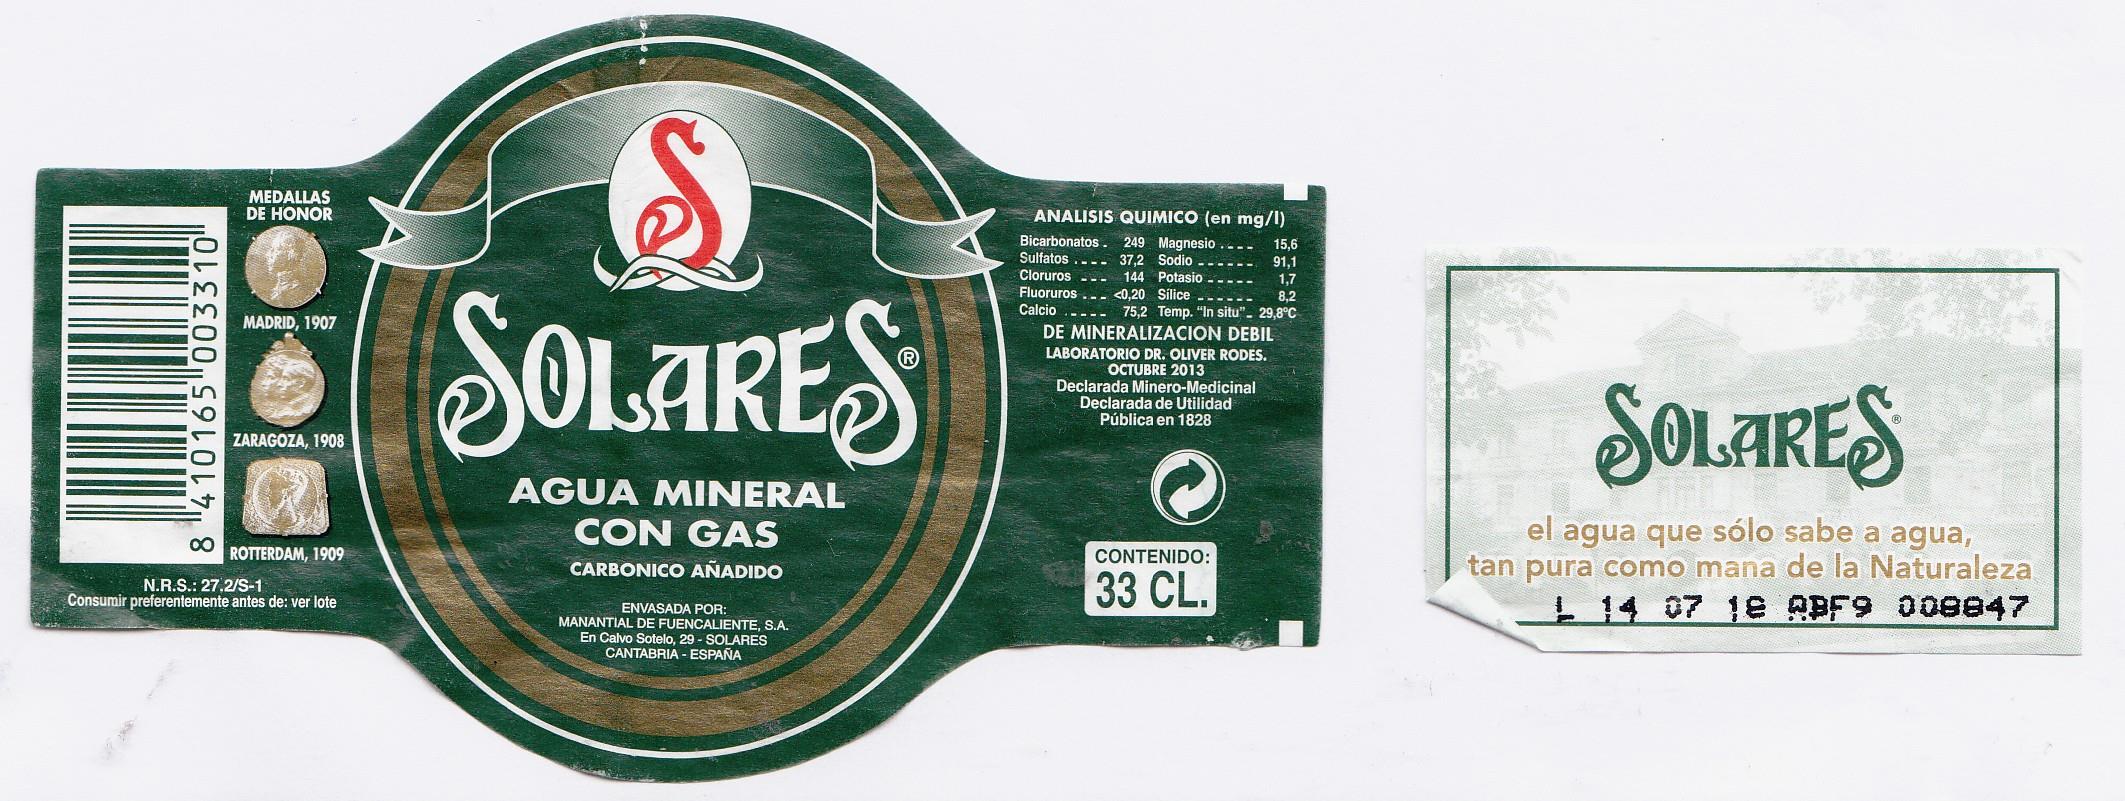 MEDALLAS
DE HONOR
MADRID, 1907
ZARAGOZA, 1908
ROTTERDAM, 1909
8 410165 003310
N.R.S.: 27.2/S-1
Consumir preferentemente antes de: ver lote
S
SOLARES®
AGUA MINERAL
CON GAS
CARBONICO AÑADIDO
ENVASADA POR:
MANANTIAL DE FUENCALIENTE, S.A.
En Calvo Sotelo, 29 - SOLARES
CANTABRIA - ESPAÑA
ANALISIS QUIMICO (en mg/l)
Bicarbonatos . 249 Magnesio .... 15,6
Sulfatos .... 37,2 Sodio ...... 91,1
Cloruros ... 144 Potasio ..... 1,7
Fluoruros ... <0,20 Sílice ...... 8,2
Calcio ..... 75,2 Temp. "In situ".. 29,8ºC
DE MINERALIZACION DEBIL
LABORATORIO DR. OLIVER RODES.
OCTUBRE 2013
Declarada Minero-Medicinal
Declarada de Utilidad
Pública en 1828
CONTENIDO:
33 CL.
SOLARES®
el agua que sólo sabe a agua,
tan pura como mana de la Naturaleza
L 14 07 18 ABF9 008847